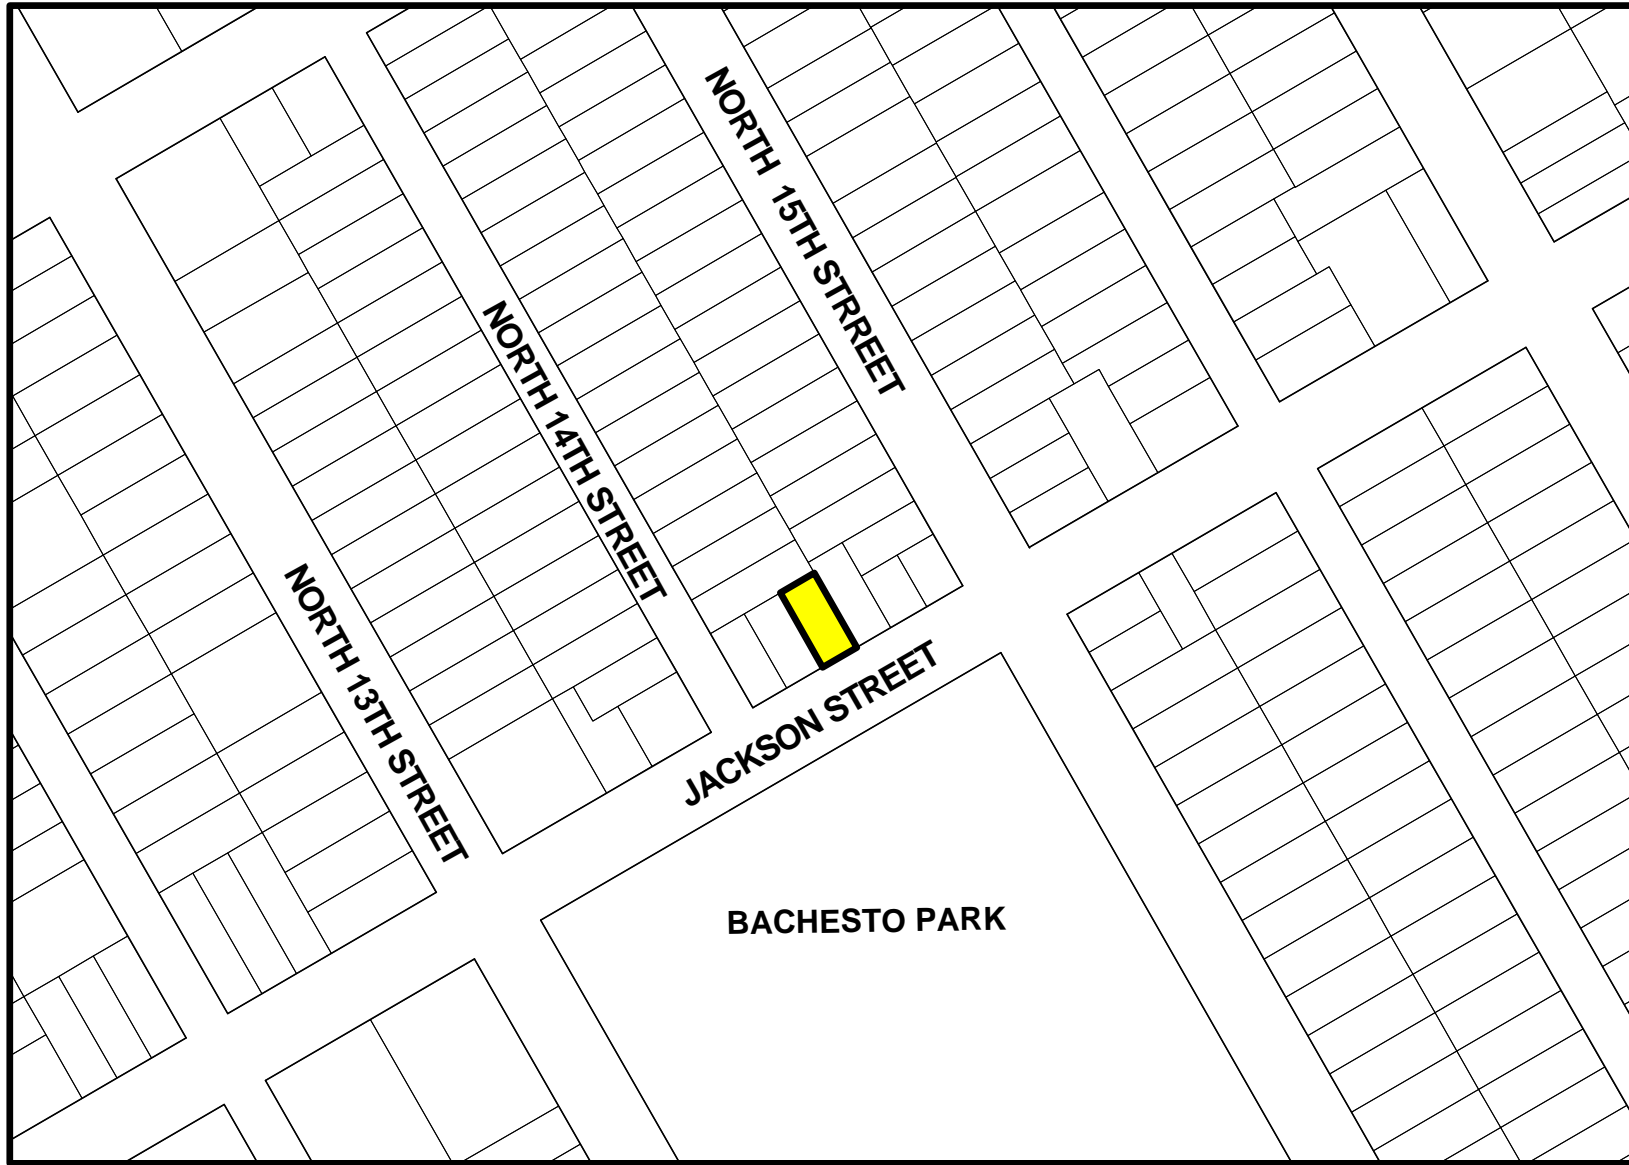 NORTH 15TH STRREET
NORTH 14TH STREET
NORTH 13TH STREET
JACKSON STREET
BACHESTO PARK